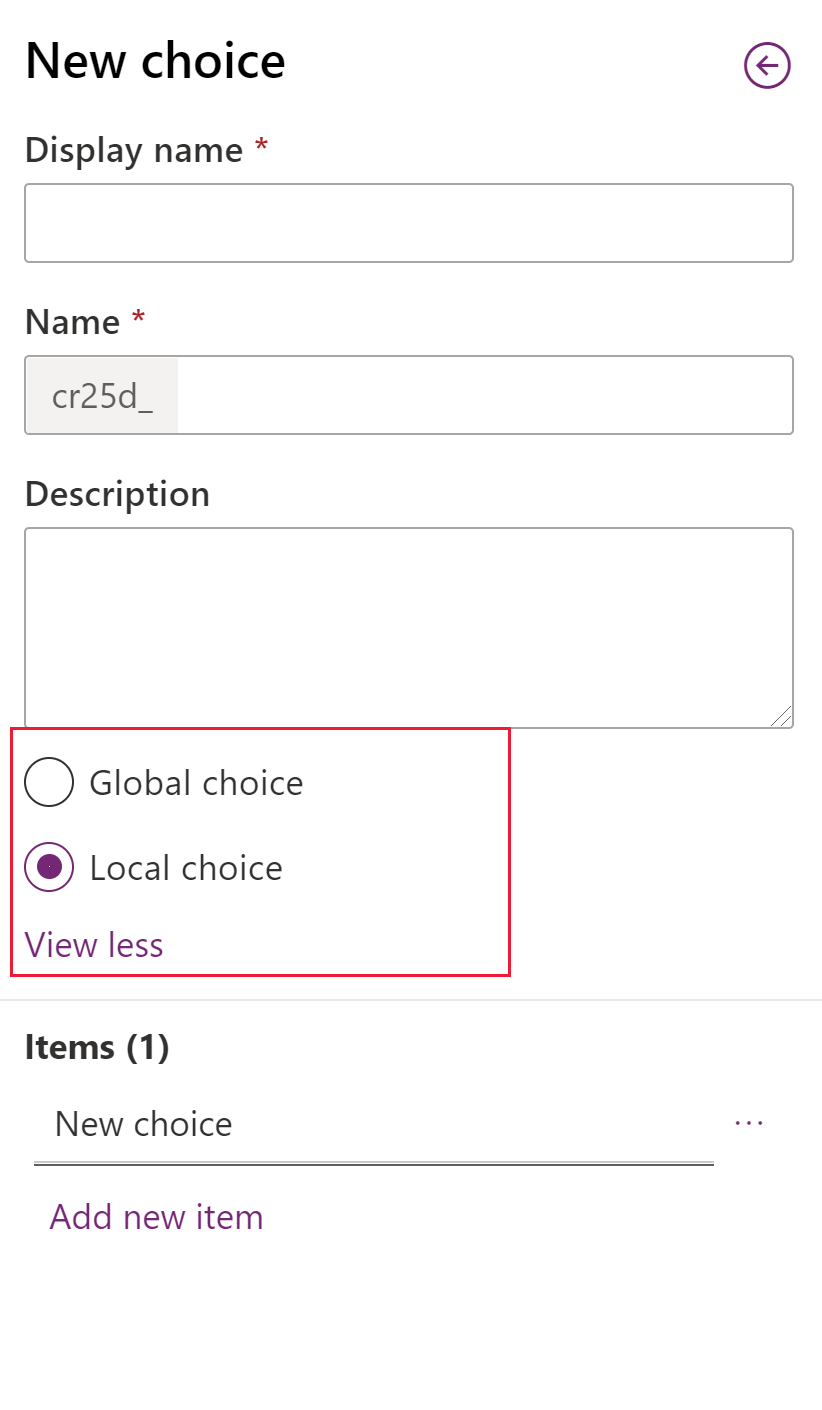 New choice
Display name *
Name *
cr25d_
Description
Global choice
Local choice
View less
Items (1)
New choice
...
Add new item